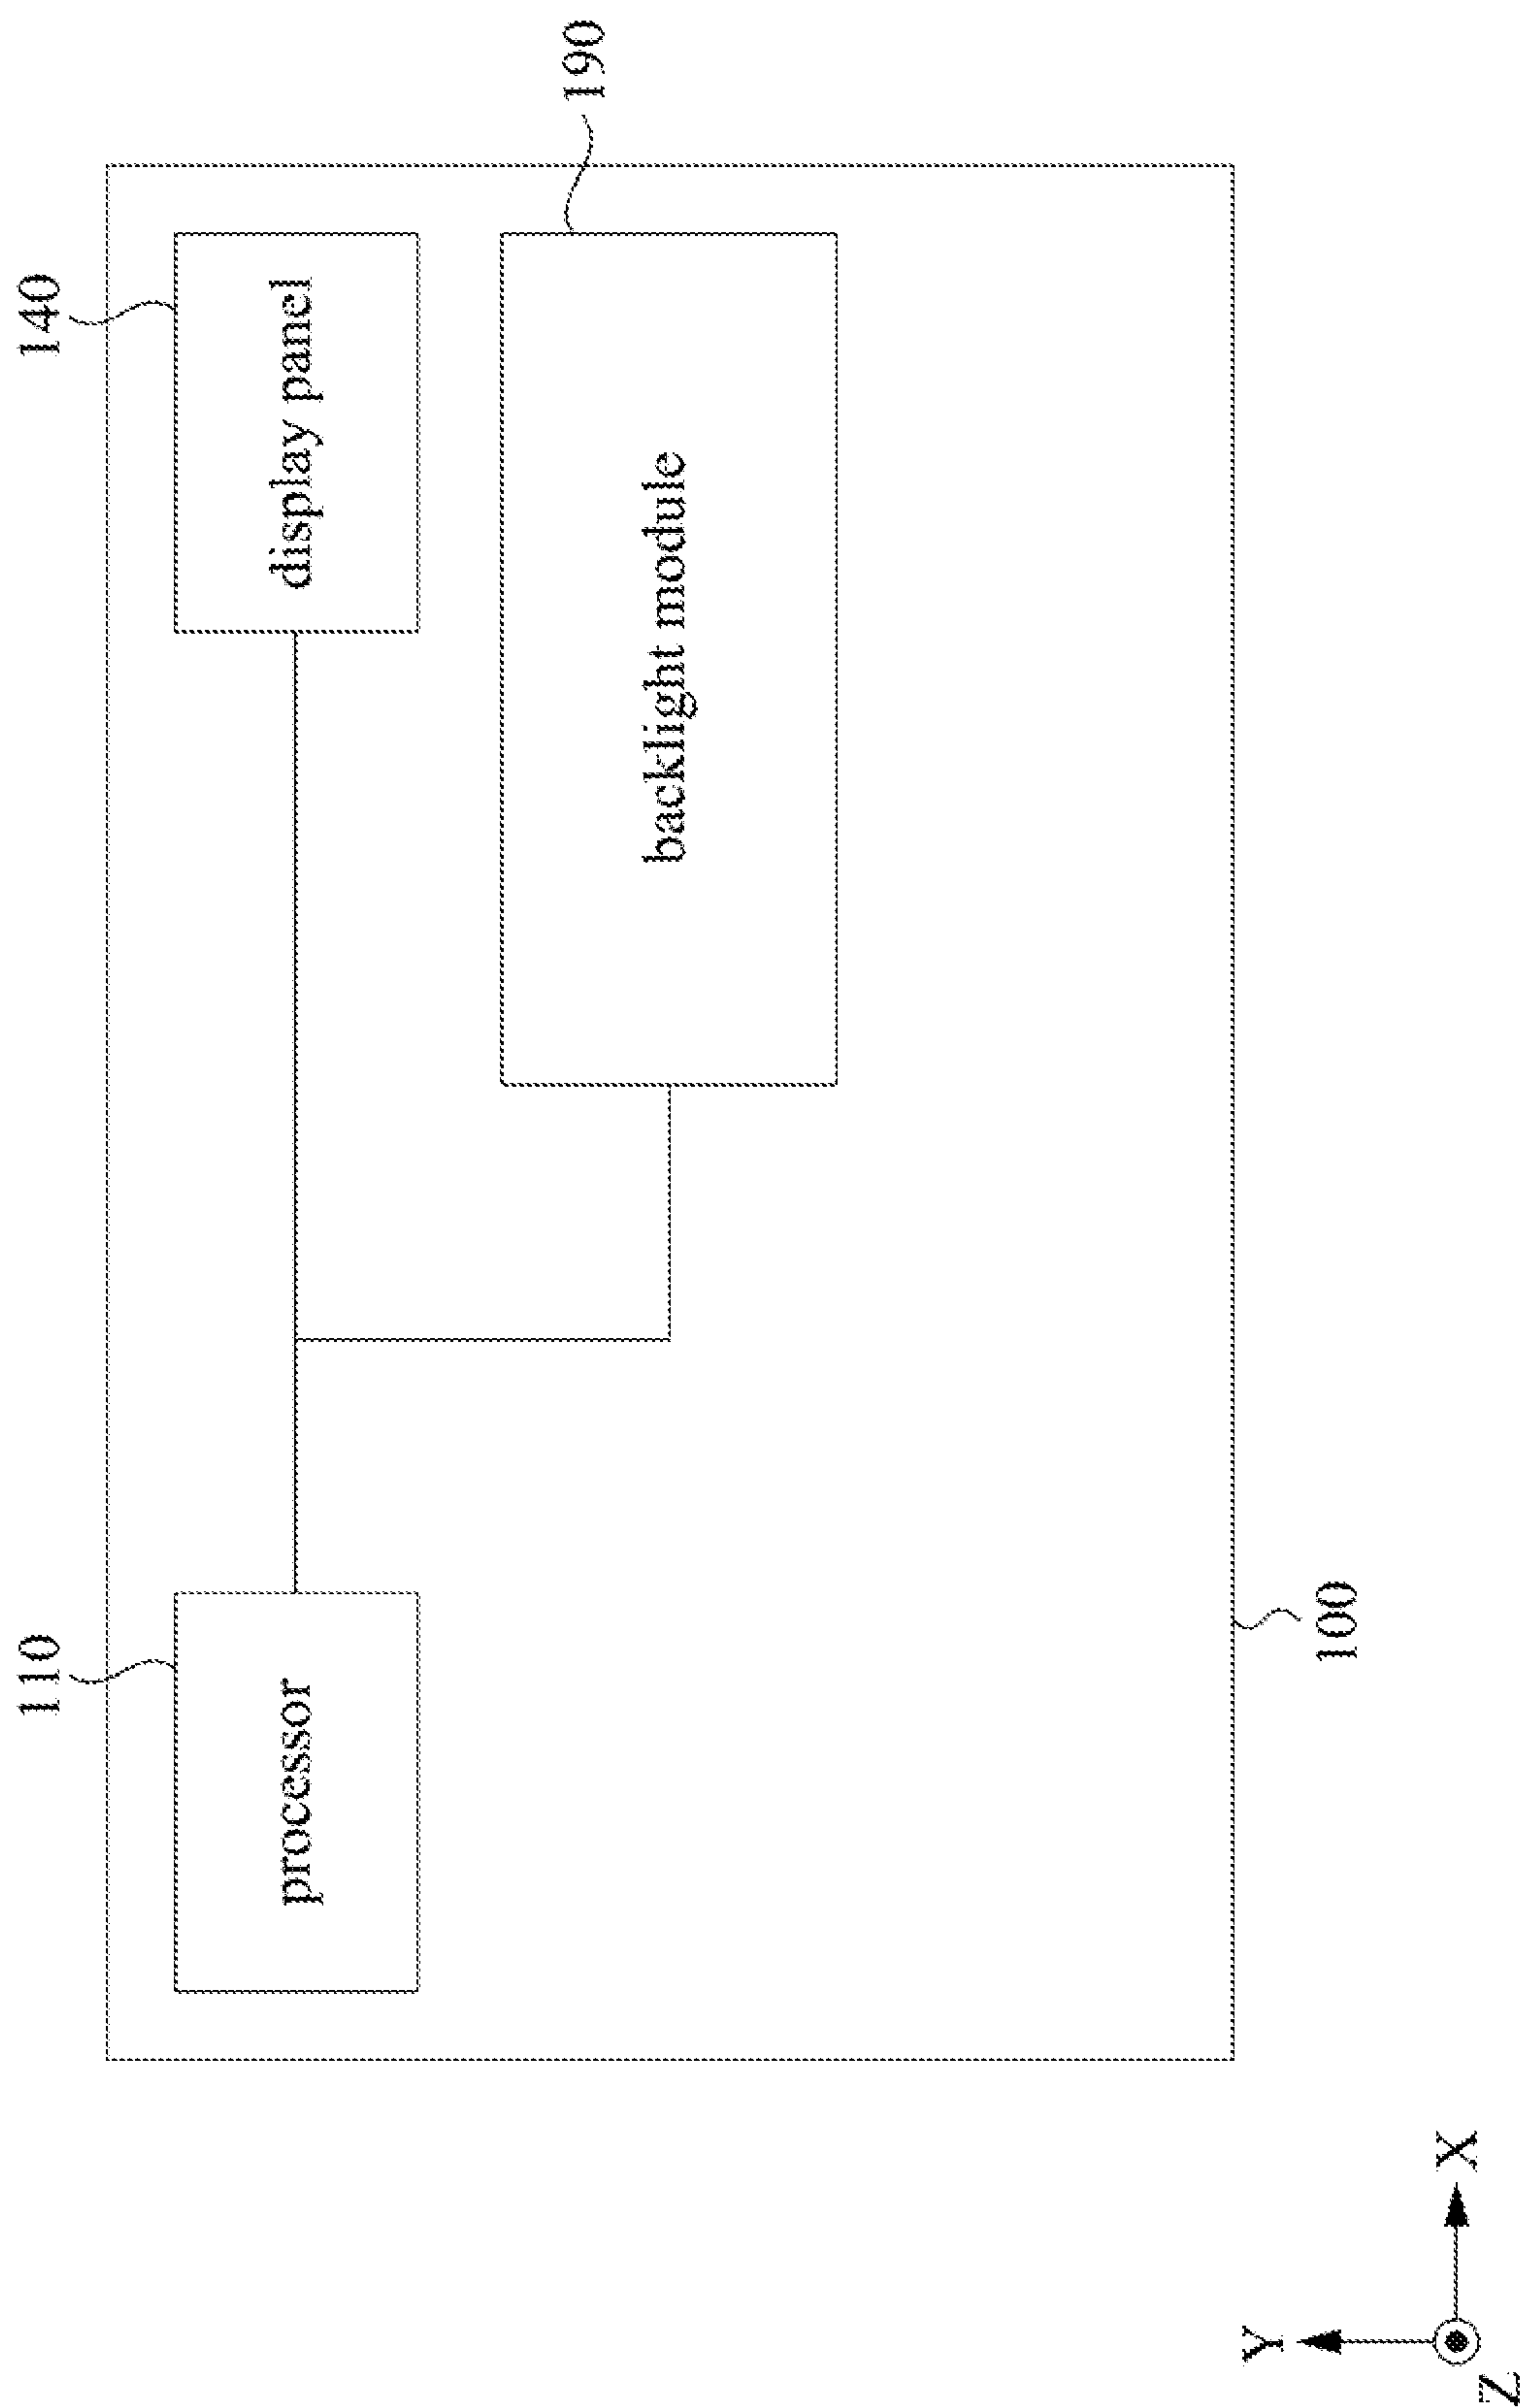 110
140
processor
display panel
190
backlight module
100
Y
X
Z